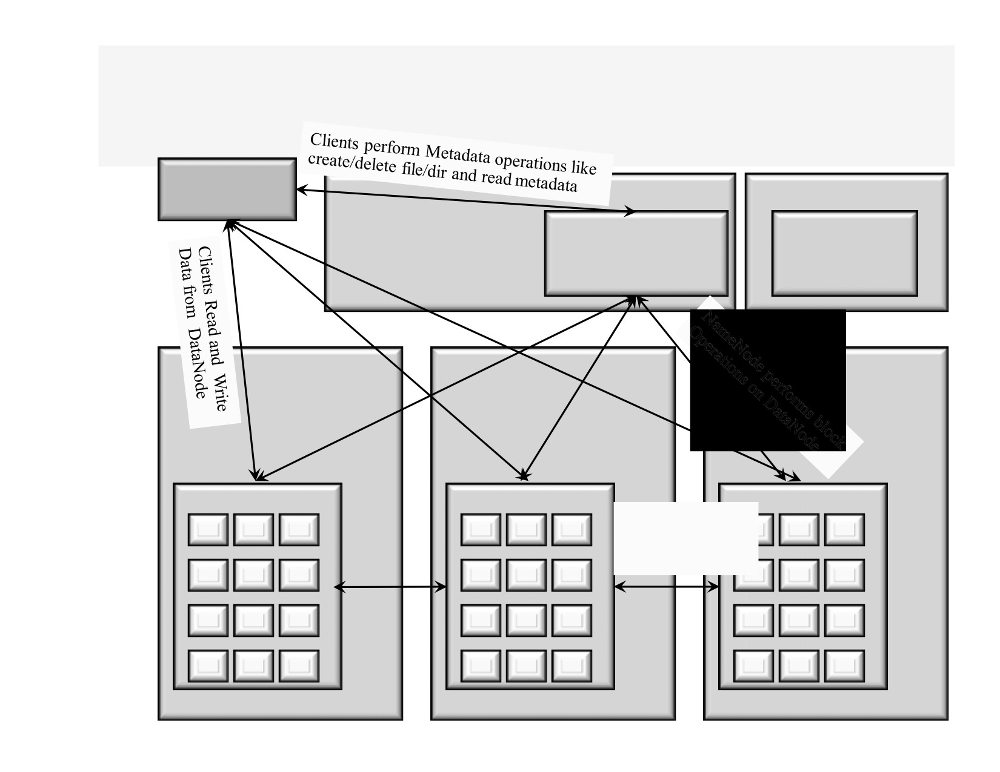 Clients perform Metadata operations like
create/delete file/dir and read metadata
Clients Read and Write
Data from DataNode
NameNode performs block
Operations on DataNode